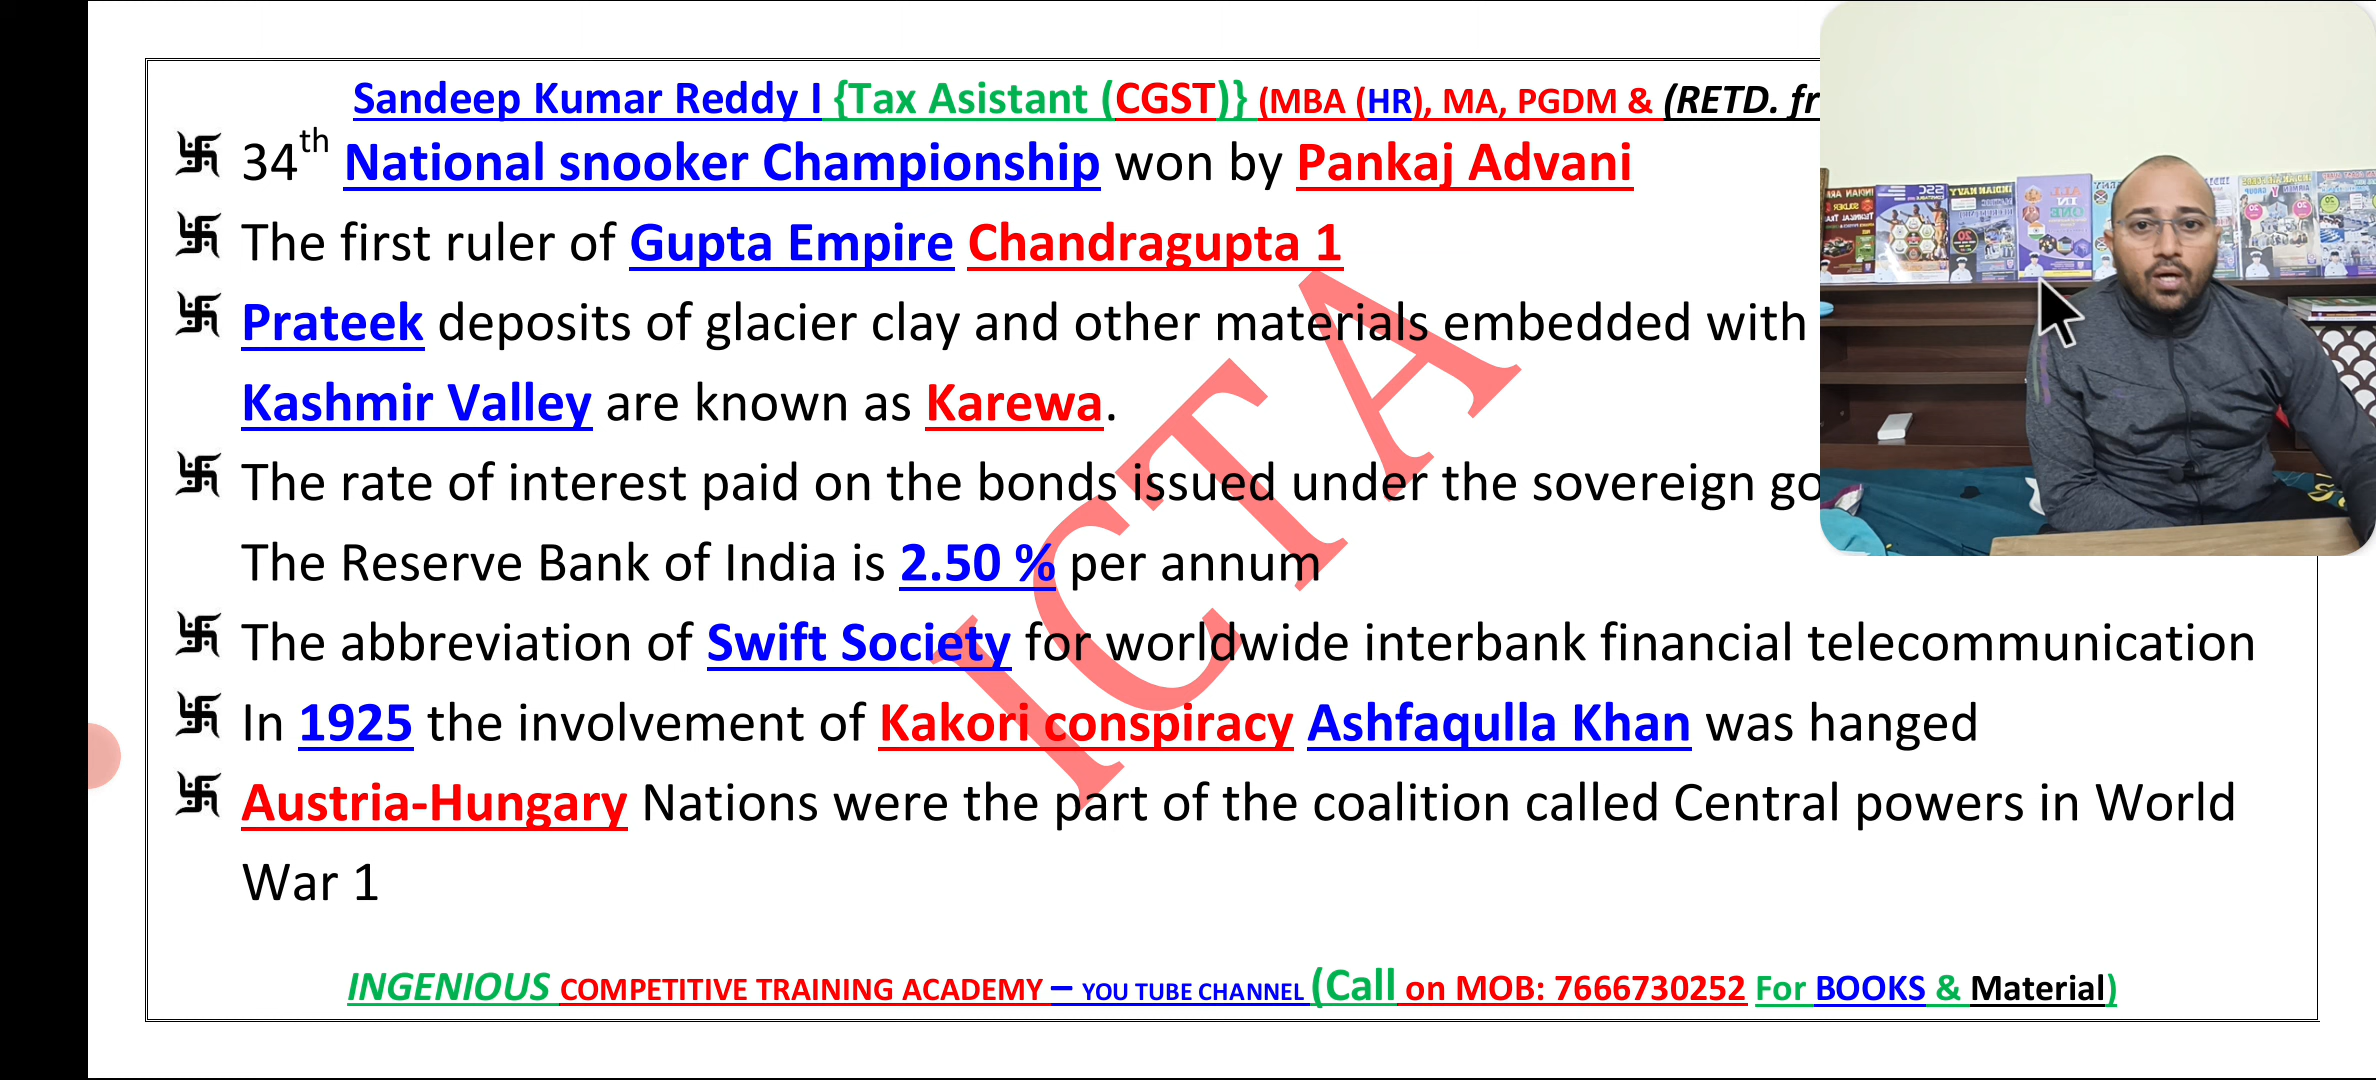 Sandeep Kumar Reddy I {Tax Asistant (CGST)} (MBA (HR), MA, PGDM & (RETD. fr
34th National snooker Championship won by Pankaj Advani
The first ruler of Gupta Empire Chandragupta 1
Prateek deposits of glacier clay and other materials embedded with
Kashmir Valley are known as Karewa.
The rate of interest paid on the bonds issued under the sovereign go
The Reserve Bank of India is 2.50 % per annum
The abbreviation of Swift Society for worldwide interbank financial telecommunication
In 1925 the involvement of Kakori conspiracy Ashfaqulla Khan was hanged
Austria-Hungary Nations were the part of the coalition called Central powers in World
War 1
ICTA
INGENIOUS COMPETITIVE TRAINING ACADEMY – YOU TUBE CHANNEL (Call on MOB: 7666730252 For BOOKS & Material)
INDIAN NAVY
SSC
ALL
IN
ONE